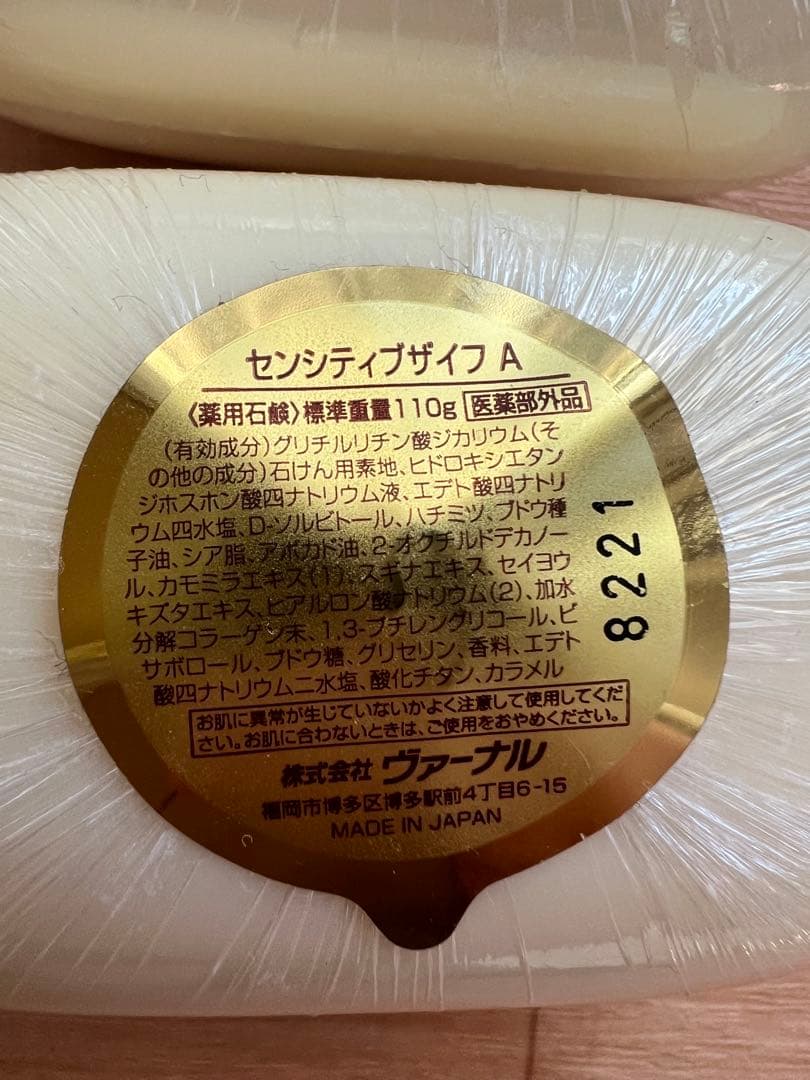 センシティブザイフ A
〈薬用石鹸〉標準重量110g 医薬部外品
(有効成分)グリチルリチン酸ジカリウム(そ
の他の成分)石けん用素地、ヒドロキシエタン
ジホスホン酸四ナトリウム液、エデト酸四ナトリ
ウム四水塩、D-ソルビトール、ハチミツ、ブドウ種
子油、シア脂、アボカド油、2-オクチルドデカノー
ル、カモミラエキス(1)、スギナエキス、セイヨウ
キズタエキス、ヒアルロン酸ナトリウム(2)、加水
分解コラーゲン末、1,3-ブチレングリコール、ビ
サボロール、ブドウ糖、グリセリン、香料、エデト
酸四ナトリウム二水塩、酸化チタン、カラメル
お肌に異常が生じていないかよく注意して使用してくだ
さい。お肌に合わないときは、ご使用をおやめください。
株式会社 ヴァーナル
福岡市博多区博多駅前4丁目6-15
MADE IN JAPAN
8221